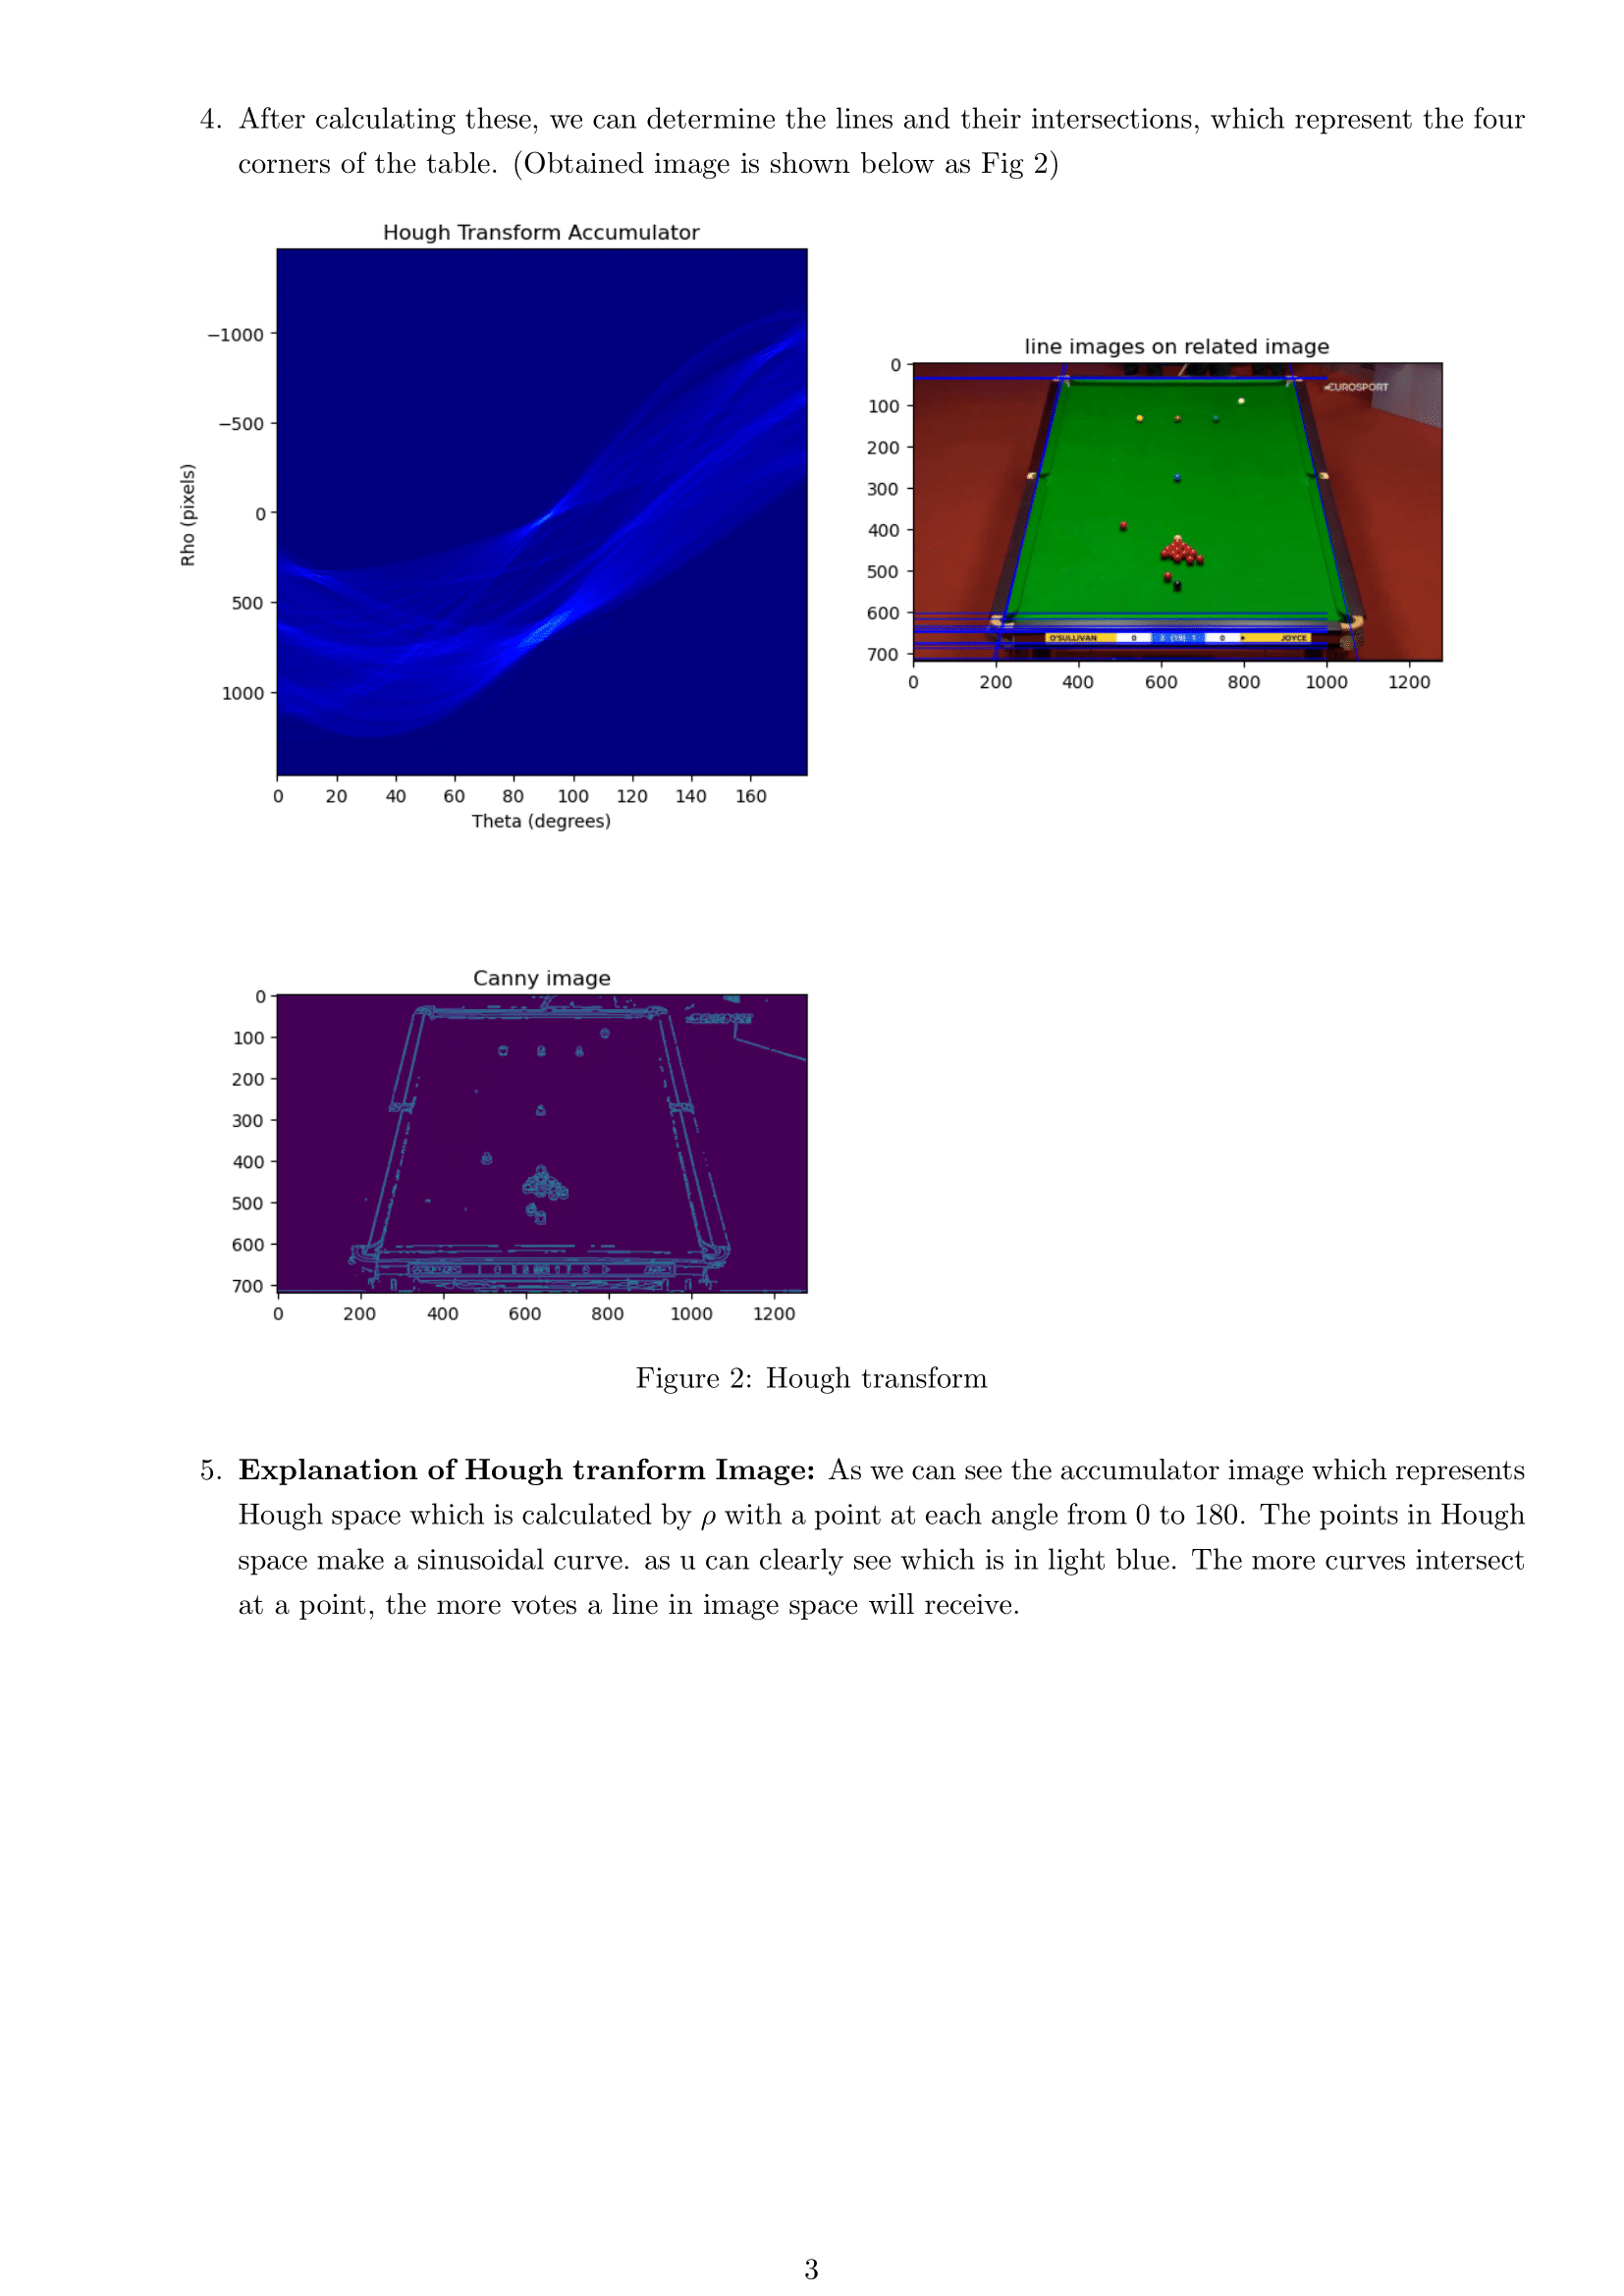 4. After calculating these, we can determine the lines and their intersections, which represent the four
corners of the table. (Obtained image is shown below as Fig 2)
Hough Transform Accumulator
−1000
−500
0
500
1000
Rho (pixels)
0 20 40 60 80 100 120 140 160
Theta (degrees)
line images on related image
0
100
200
300
400
500
600
700
EUROSPORT
O'SULLIVAN 0 0 JOYCE
0 200 400 600 800 1000 1200
Canny image
0
100
200
300
400
500
600
700
0 200 400 600 800 1000 1200
Figure 2: Hough transform
5. Explanation of Hough tranform Image: As we can see the accumulator image which represents
Hough space which is calculated by ρ with a point at each angle from 0 to 180. The points in Hough
space make a sinusoidal curve. as u can clearly see which is in light blue. The more curves intersect
at a point, the more votes a line in image space will receive.
3